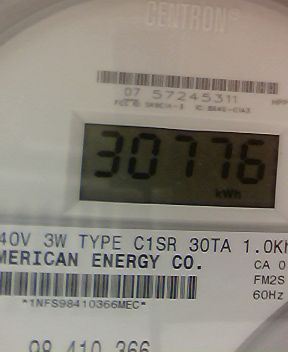 CENTRON®
07 57245311
30776
kWh
40V 3W TYPE C1SR 30TA 1.0Kh
MERICAN ENERGY CO.
CA 0
FM2S
60Hz
*1NFS98410366MEC*
98 410 366